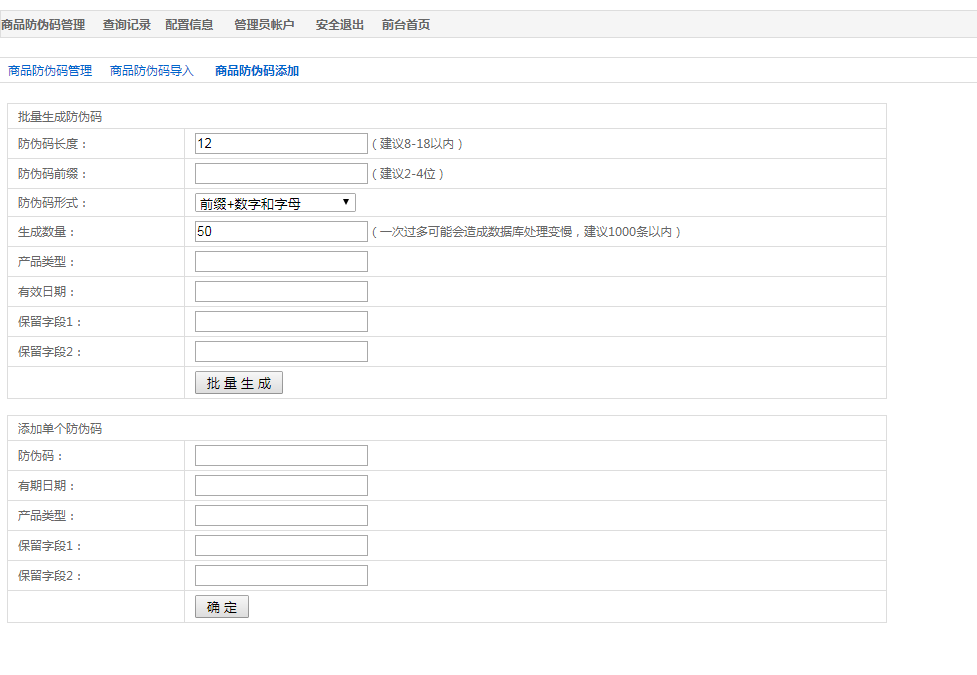 商品防伪码管理 查询记录 配置信息 管理员帐户 安全退出 前台首页
商品防伪码管理 商品防伪码导入 商品防伪码添加
批量生成防伪码
防伪码长度： 12 （建议8-18以内）
防伪码前缀： （建议2-4位）
防伪码形式： 前缀+数字和字母
生成数量： 50 （一次过多可能会造成数据库处理变慢，建议1000条以内）
产品类型：
有效日期：
保留字段1：
保留字段2：
批 量 生 成
添加单个防伪码
防伪码：
有期日期：
产品类型：
保留字段1：
保留字段2：
确 定